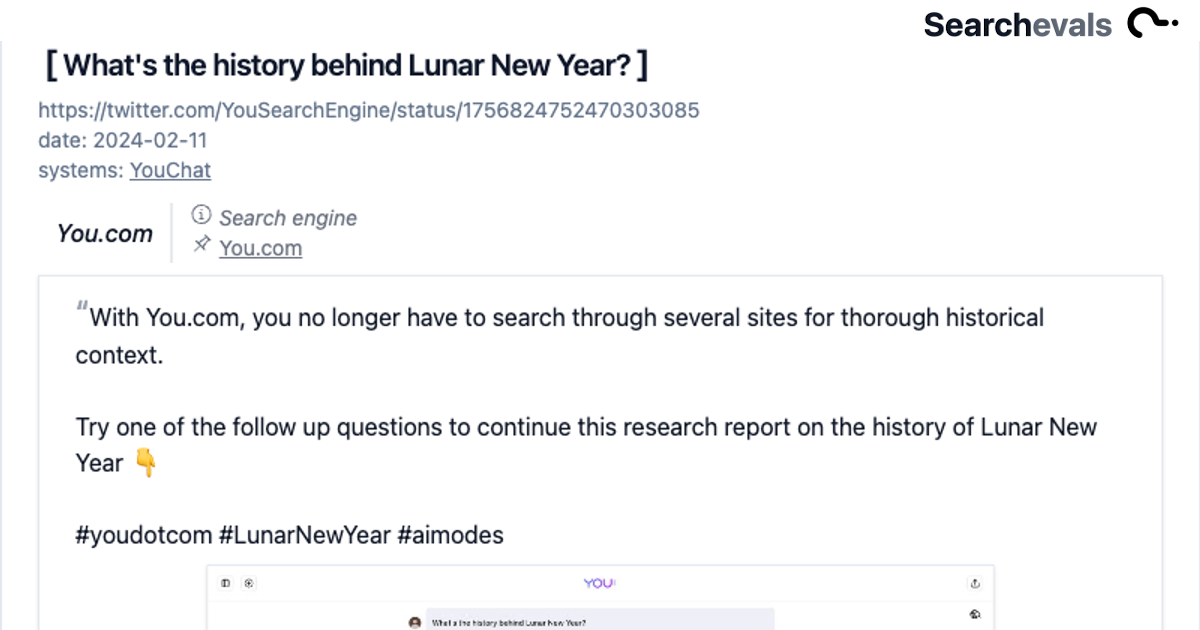 Searchevals
[ What's the history behind Lunar New Year? ]
https://twitter.com/YouSearchEngine/status/1756824752470303085
date: 2024-02-11
systems: YouChat
Search engine
You.com
You.com
“With You.com, you no longer have to search through several sites for thorough historical
context.
Try one of the follow up questions to continue this research report on the history of Lunar New
Year 👇
#youdotcom #LunarNewYear #aimodes
YOU
What's the history behind Lunar New Year?